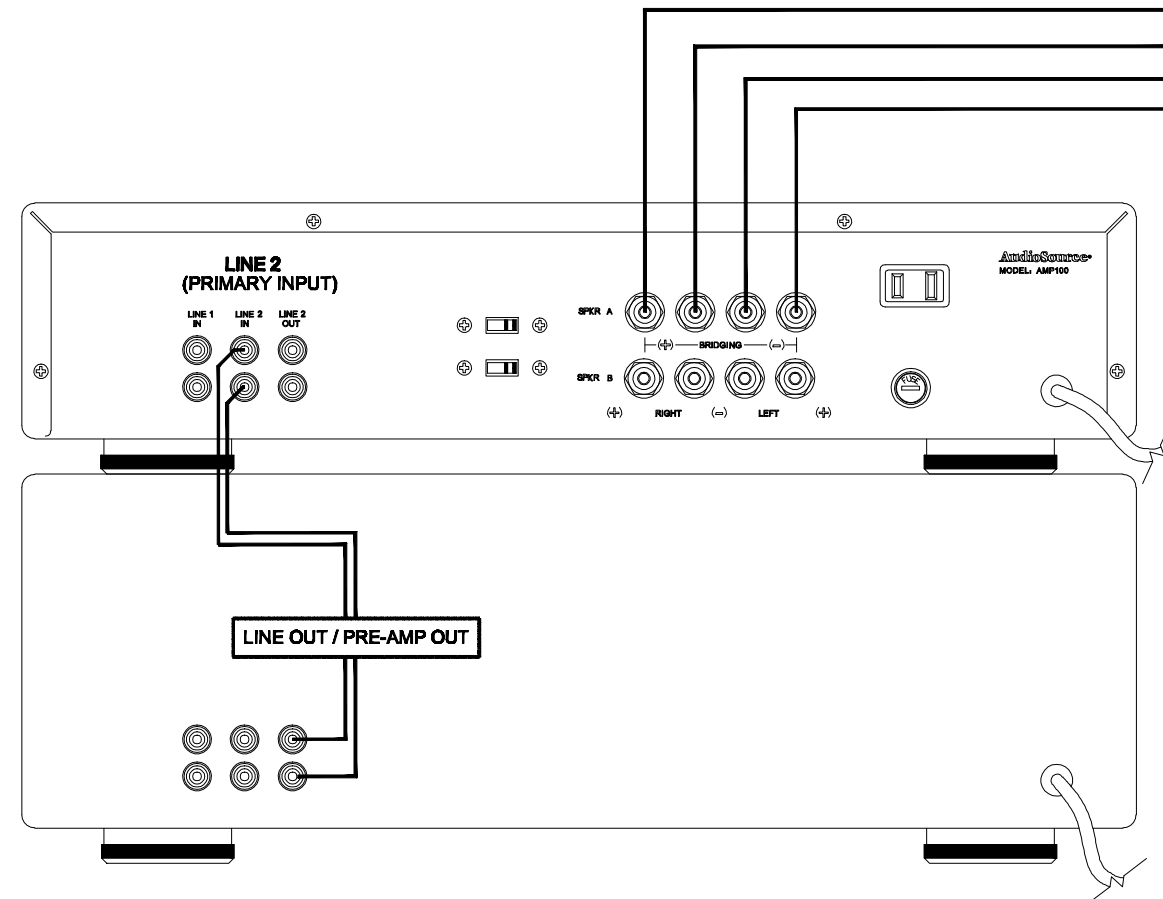 AudioSource
MODEL: AMP100
LINE 2
(PRIMARY INPUT)
LINE 1 IN
LINE 2 IN
LINE 2 OUT
SPKR A
(+) BRIDGING (-)
SPKR B
(+) RIGHT (-) LEFT (+)
FUSE
LINE OUT / PRE-AMP OUT